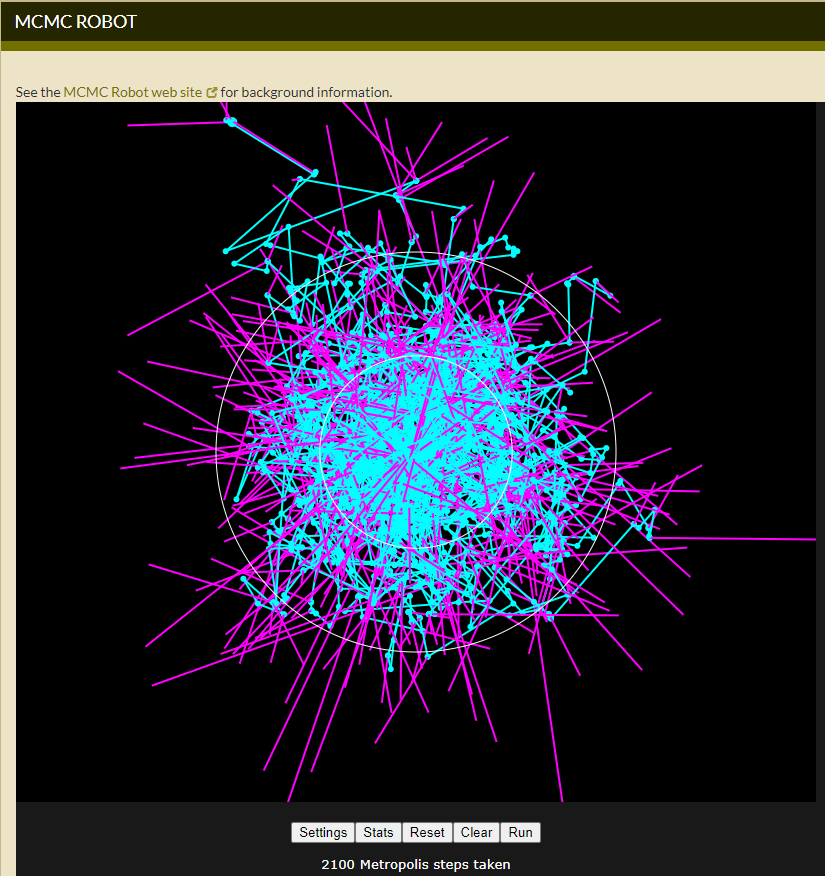 MCMC ROBOT
See the MCMC Robot web site for background information.
Settings Stats Reset Clear Run
2100 Metropolis steps taken